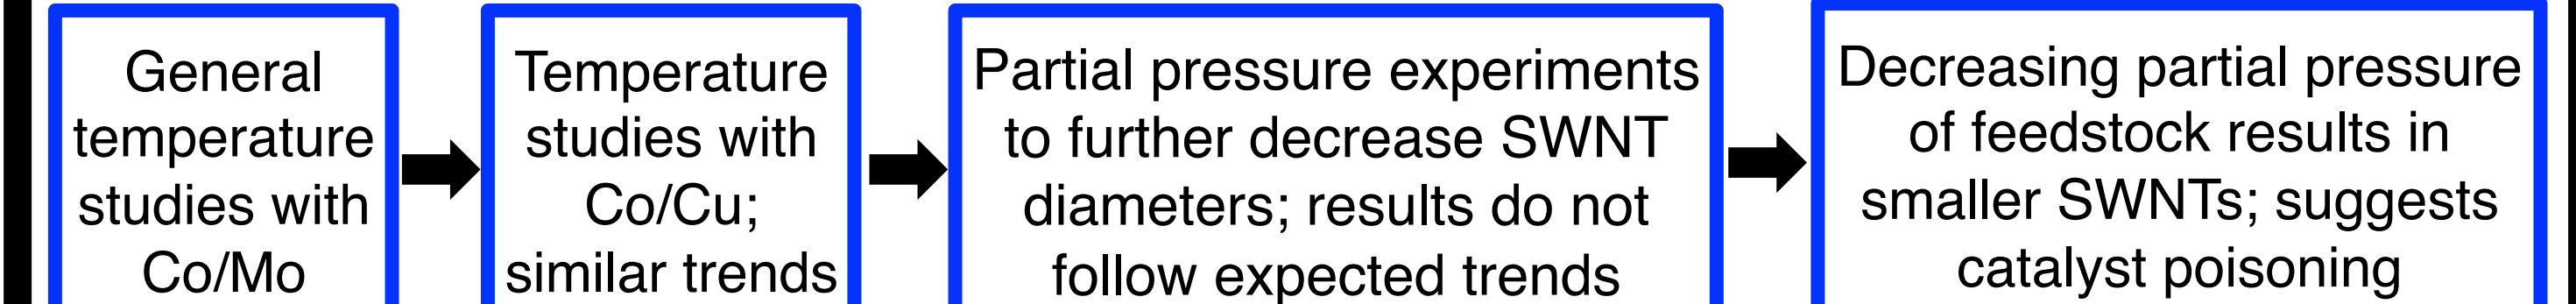 General
temperature
studies with
Co/Mo
Temperature
studies with
Co/Cu;
similar trends
Partial pressure experiments
to further decrease SWNT
diameters; results do not
follow expected trends
Decreasing partial pressure
of feedstock results in
smaller SWNTs; suggests
catalyst poisoning